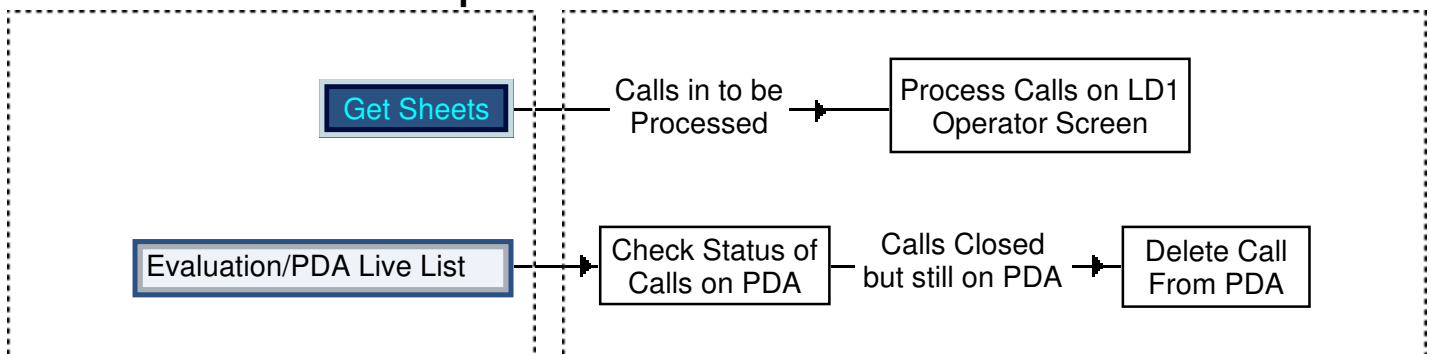 Get Sheets
Calls in to be
Processed
Process Calls on LD1
Operator Screen
Evaluation/PDA Live List
Check Status of
Calls on PDA
Calls Closed
but still on PDA
Delete Call
From PDA